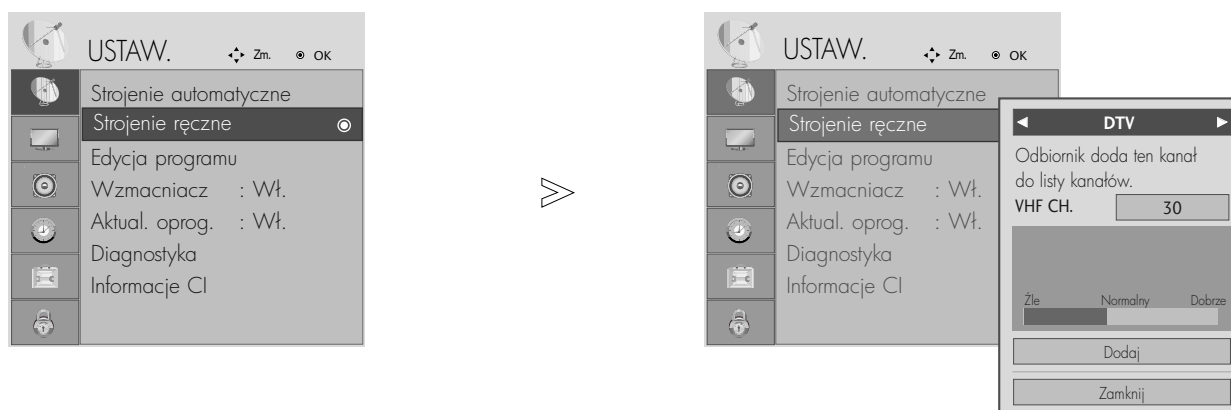 USTAW. Zm. OK
Strojenie automatyczne
Strojenie ręczne
Edycja programu
Wzmacniacz : Wł.
Aktual. oprog. : Wł.
Diagnostyka
Informacje CI
USTAW. Zm. OK
Strojenie automatyczne
Strojenie ręczne
Edycja programu
Wzmacniacz : Wł.
Aktual. oprog. : Wł.
Diagnostyka
Informacje CI
DTV
Odbiornik doda ten kanał
do listy kanałów.
VHF CH. 30
Źle Normalny Dobrze
Dodaj
Zamknij